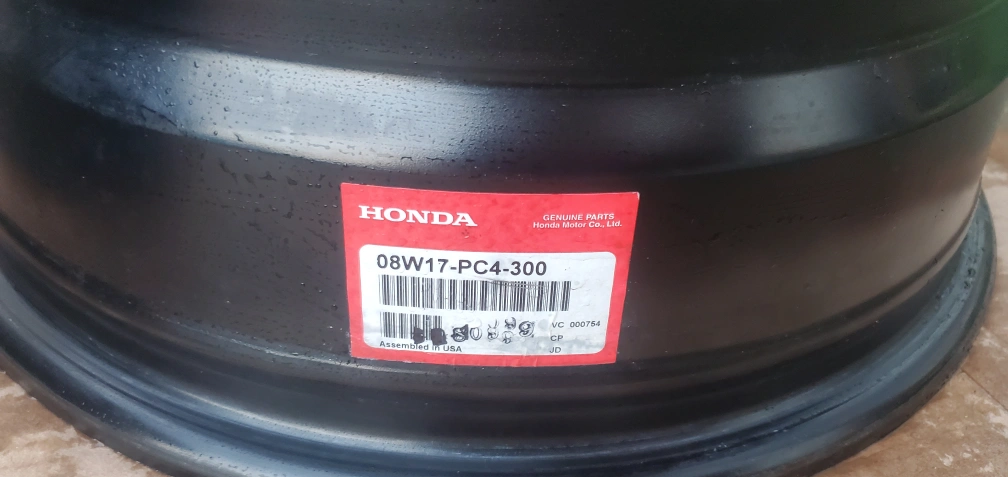 HONDA
GENUINE PARTS
Honda Motor Co., Ltd.
08W17-PC4-300
VC 000754
CP
Assembled in USA
JD